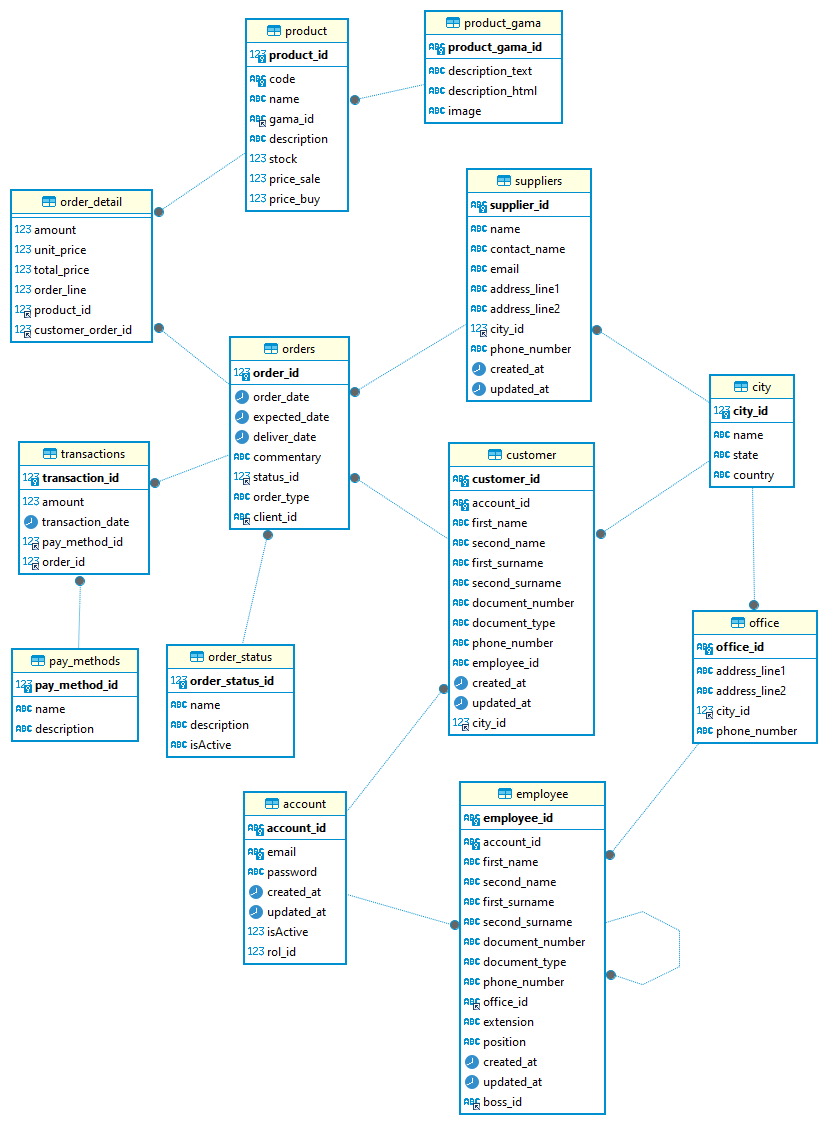 product
123 product_id
ABC code
ABC name
ABC gama_id
ABC description
123 stock
123 price_sale
123 price_buy
product_gama
ABC product_gama_id
ABC description_text
ABC description_html
ABC image
order_detail
123 amount
123 unit_price
123 total_price
123 order_line
123 product_id
123 customer_order_id
suppliers
ABC supplier_id
ABC name
ABC contact_name
ABC email
ABC address_line1
ABC address_line2
123 city_id
ABC phone_number
created_at
updated_at
orders
123 order_id
order_date
expected_date
deliver_date
ABC commentary
123 status_id
ABC order_type
ABC client_id
city
123 city_id
ABC name
ABC state
ABC country
transactions
123 transaction_id
123 amount
transaction_date
123 pay_method_id
123 order_id
customer
ABC customer_id
ABC account_id
ABC first_name
ABC second_name
ABC first_surname
ABC second_surname
ABC document_number
ABC document_type
ABC phone_number
ABC employee_id
created_at
updated_at
123 city_id
office
ABC office_id
ABC address_line1
ABC address_line2
123 city_id
ABC phone_number
pay_methods
123 pay_method_id
ABC name
ABC description
order_status
123 order_status_id
ABC name
ABC description
ABC isActive
account
ABC account_id
ABC email
ABC password
created_at
updated_at
123 isActive
123 rol_id
employee
ABC employee_id
ABC account_id
ABC first_name
ABC second_name
ABC first_surname
ABC second_surname
ABC document_number
ABC document_type
ABC phone_number
ABC office_id
ABC extension
ABC position
created_at
updated_at
ABC boss_id